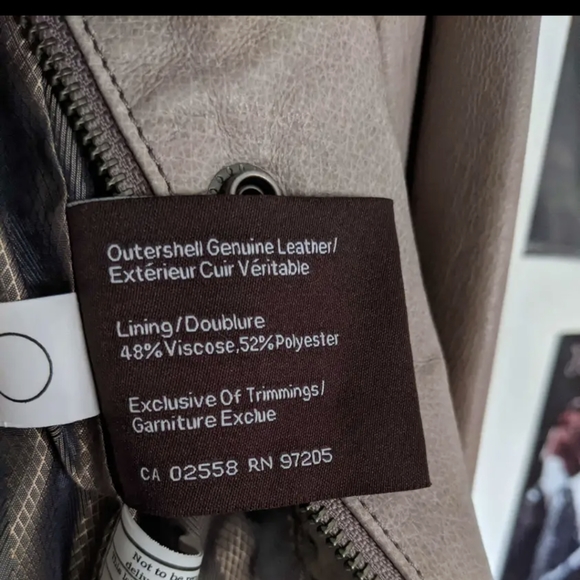 Outershell Genuine Leather/
Extérieur Cuir Véritable
Lining/Doublure
48%Viscose,52%Polyester
Exclusive Of Trimmings/
Garniture Exclue
CA 02558 RN 97205
Not to be